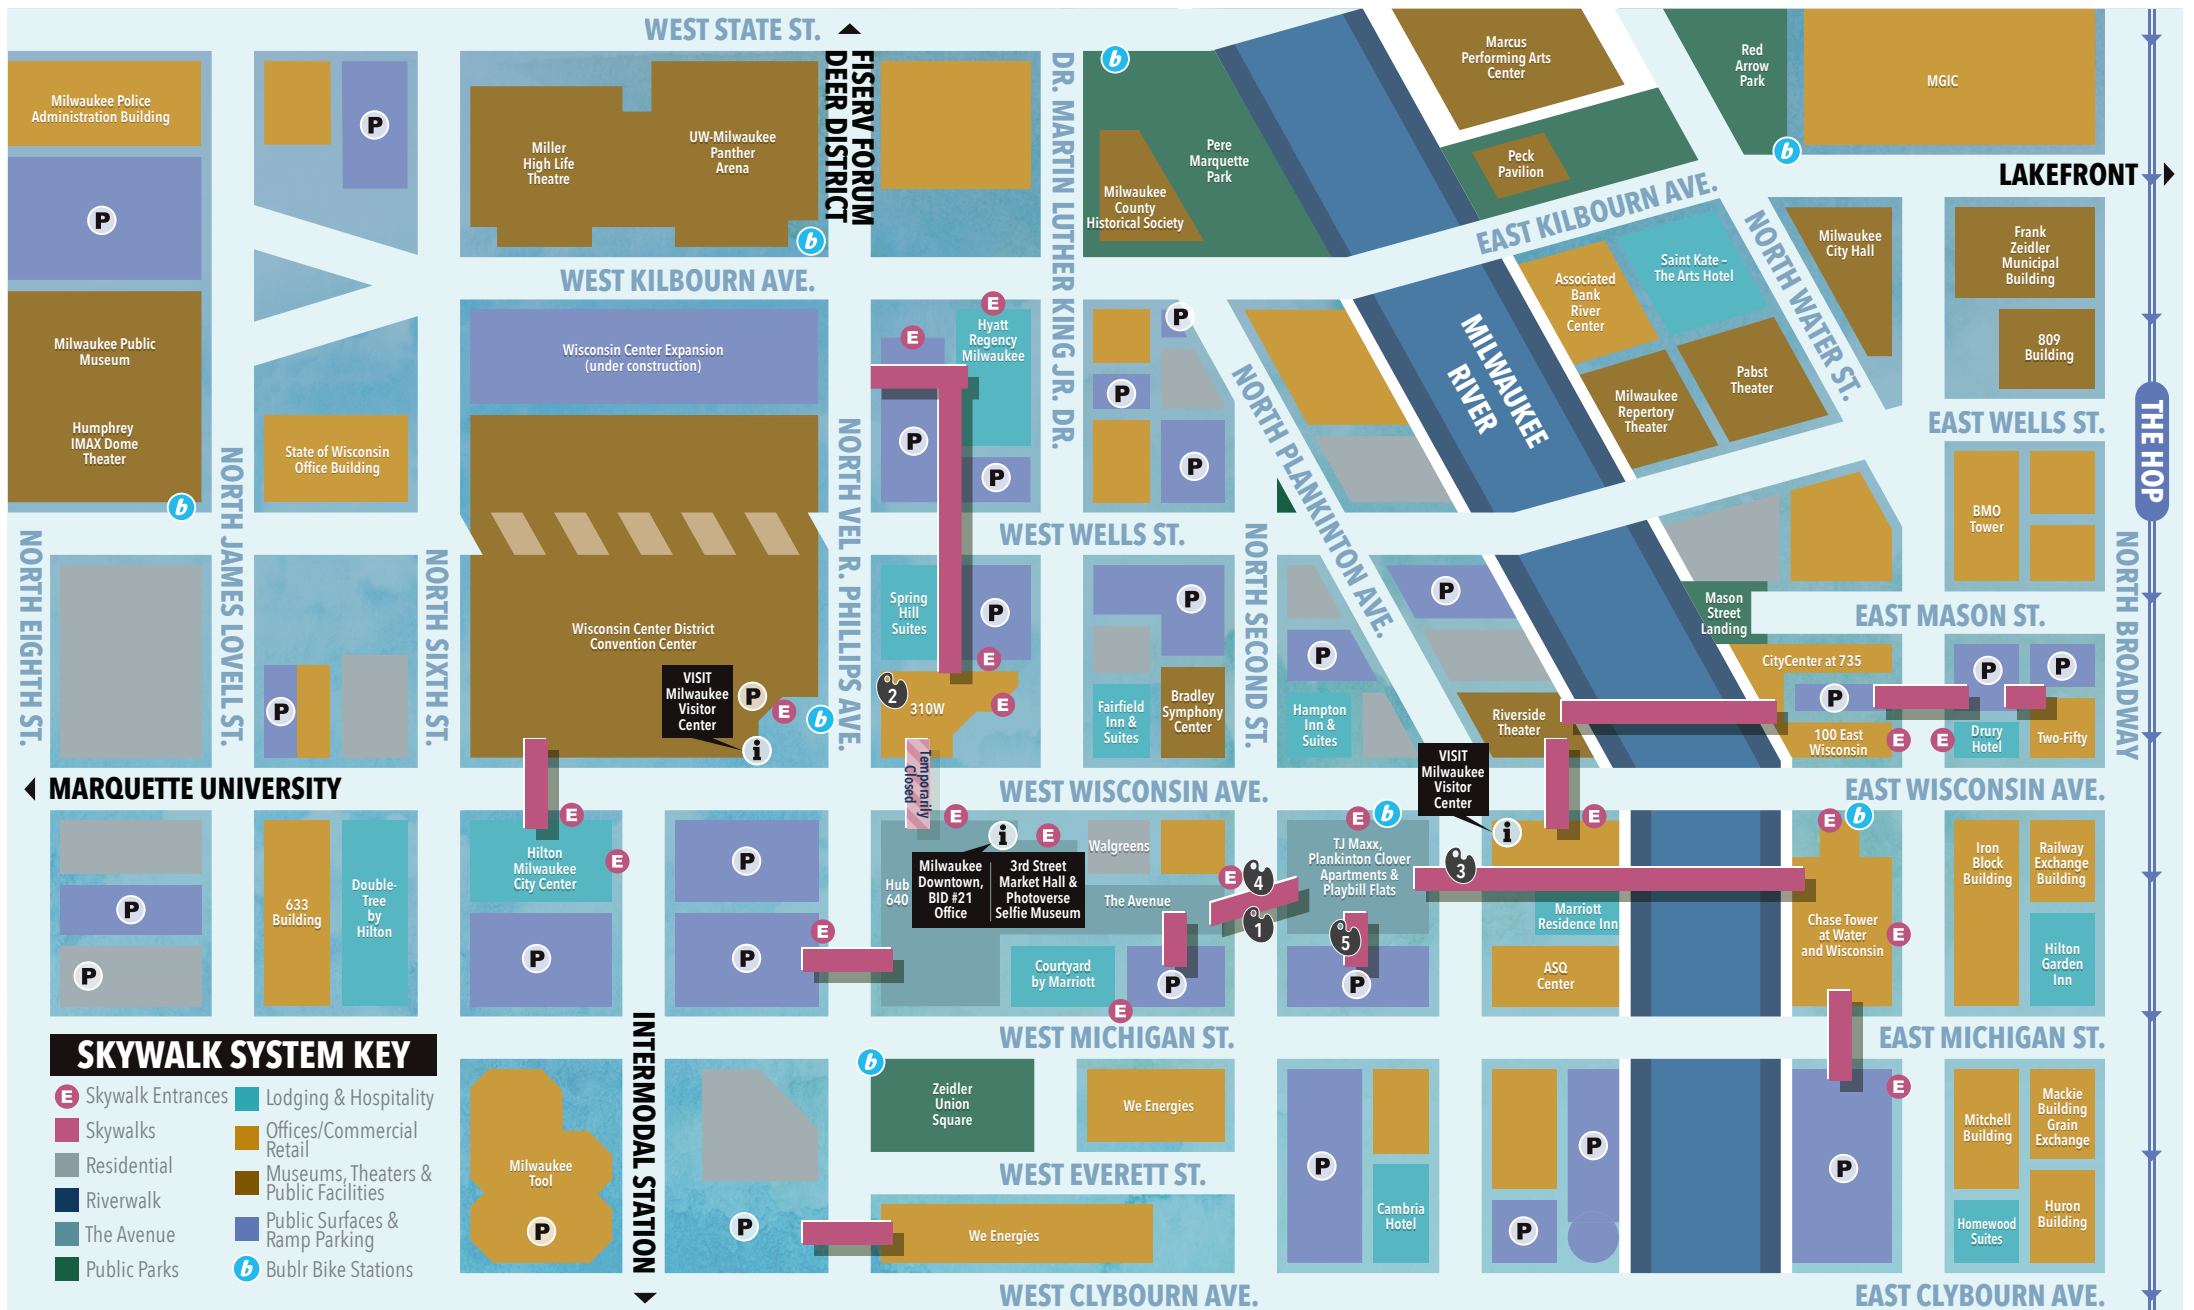 WEST STATE ST.
FISERV FORUM
DEER DISTRICT
DR. MARTIN LUTHER KING JR. DR.
b
Marcus
Performing Arts
Center
Red
Arrow
Park
MGIC
Milwaukee Police
Administration Building
P
Miller
High Life
Theatre
UW-Milwaukee
Panther
Arena
Pere
Marquette
Park
Peck
Pavilion
b
LAKEFRONT
Milwaukee
County
Historical Society
EAST KILBOURN AVE.
P
b
NORTH WATER ST.
Milwaukee
City Hall
Frank
Zeidler
Municipal
Building
Saint Kate –
The Arts Hotel
Associated
Bank
River
Center
WEST KILBOURN AVE.
E
Hyatt
Regency
Milwaukee
E
P
MILWAUKEE
RIVER
809
Building
Milwaukee Public
Museum
Wisconsin Center Expansion
(under construction)
P
NORTH PLANKINTON AVE.
Pabst
Theater
Milwaukee
Repertory
Theater
EAST WELLS ST.
THE HOP
Humphrey
IMAX Dome
Theater
State of Wisconsin
Office Building
NORTH VEL R. PHILLIPS AVE.
P
P
P
b
NORTH JAMES LOVELL ST.
BMO
Tower
NORTH EIGHTH ST.
NORTH SIXTH ST.
WEST WELLS ST.
NORTH SECOND ST.
NORTH BROADWAY
Spring
Hill
Suites
P
P
P
Mason
Street
Landing
EAST MASON ST.
Wisconsin Center District
Convention Center
P
E
CityCenter at 735
P
P
P
VISIT
Milwaukee
Visitor
Center
P
E
b
2
310W
E
Fairfield
Inn &
Suites
Bradley
Symphony
Center
Hampton
Inn &
Suites
Riverside
Theater
P
100 East
Wisconsin
E
E
Drury
Hotel
Two-Fifty
i
Temporarily
Closed
VISIT
Milwaukee
Visitor
Center
MARQUETTE UNIVERSITY
WEST WISCONSIN AVE.
EAST WISCONSIN AVE.
E
E
E
b
E
E
b
i
E
i
Hilton
Milwaukee
City Center
E
P
Walgreens
TJ Maxx,
Plankinton Clover
Apartments &
Playbill Flats
Iron
Block
Building
Railway
Exchange
Building
Double-
Tree
by
Hilton
Hub
640
Milwaukee
Downtown,
BID #21
Office
3rd Street
Market Hall &
Photoverse
Selfie Museum
The Avenue
E
4
1
3
Marriott
Residence Inn
P
633
Building
E
5
Chase Tower
at Water
and Wisconsin
E
P
P
P
Courtyard
by Marriott
P
P
ASQ
Center
Hilton
Garden
Inn
E
INTERMODAL STATION
WEST MICHIGAN ST.
EAST MICHIGAN ST.
SKYWALK SYSTEM KEY
E Skywalk Entrances
Skywalks
Residential
Riverwalk
The Avenue
Public Parks
Lodging & Hospitality
Offices/Commercial
Retail
Museums, Theaters &
Public Facilities
Public Surfaces &
Ramp Parking
b Bublr Bike Stations
b
Zeidler
Union
Square
We Energies
E
Mitchell
Building
Mackie
Building
Grain
Exchange
Milwaukee
Tool
P
WEST EVERETT ST.
P
P
P
P
We Energies
Cambria
Hotel
P
Homewood
Suites
Huron
Building
WEST CLYBOURN AVE.
EAST CLYBOURN AVE.